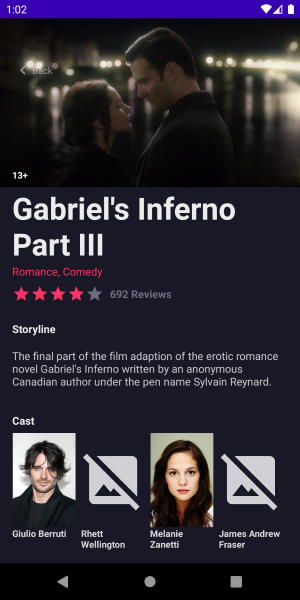 1:02
Back
13+
Gabriel's Inferno
Part III
Romance, Comedy
692 Reviews
Storyline
The final part of the film adaption of the erotic romance
novel Gabriel's Inferno written by an anonymous
Canadian author under the pen name Sylvain Reynard.
Cast
Giulio Berruti
Rhett
Wellington
Melanie
Zanetti
James Andrew
Fraser